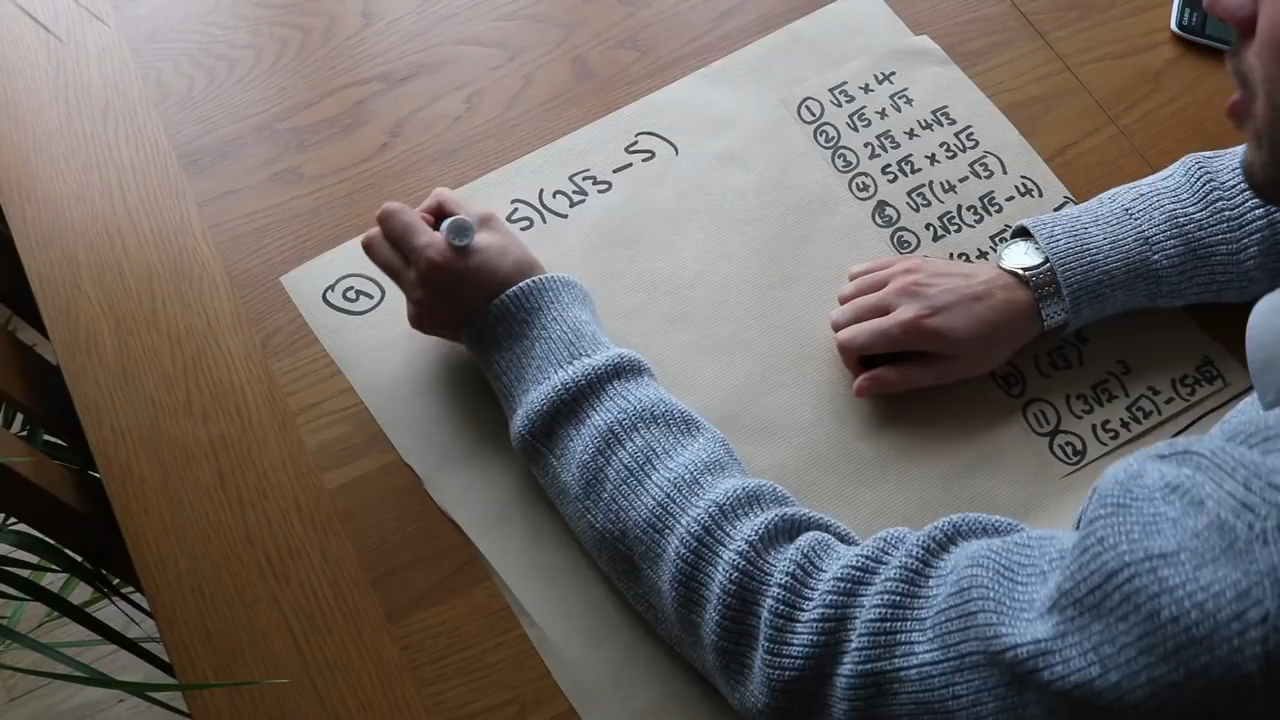 9 5)(2√3 - 5)
1 √3 × 4
2 √5 × √7
3 2√3 × 4√3
4 5√2 × 3√5
5 √3(4-√3)
6 2√5(3√5-4)
10 (√3)
11 (3√2)³
12 (5+√2)² - (5+√2)
CASIO